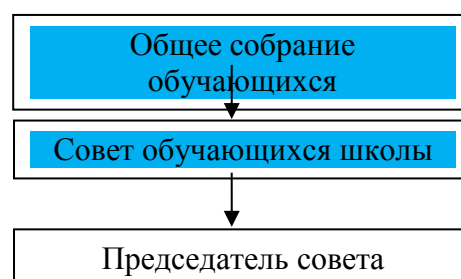 Общее собрание
обучающихся
Совет обучающихся школы
Председатель совета